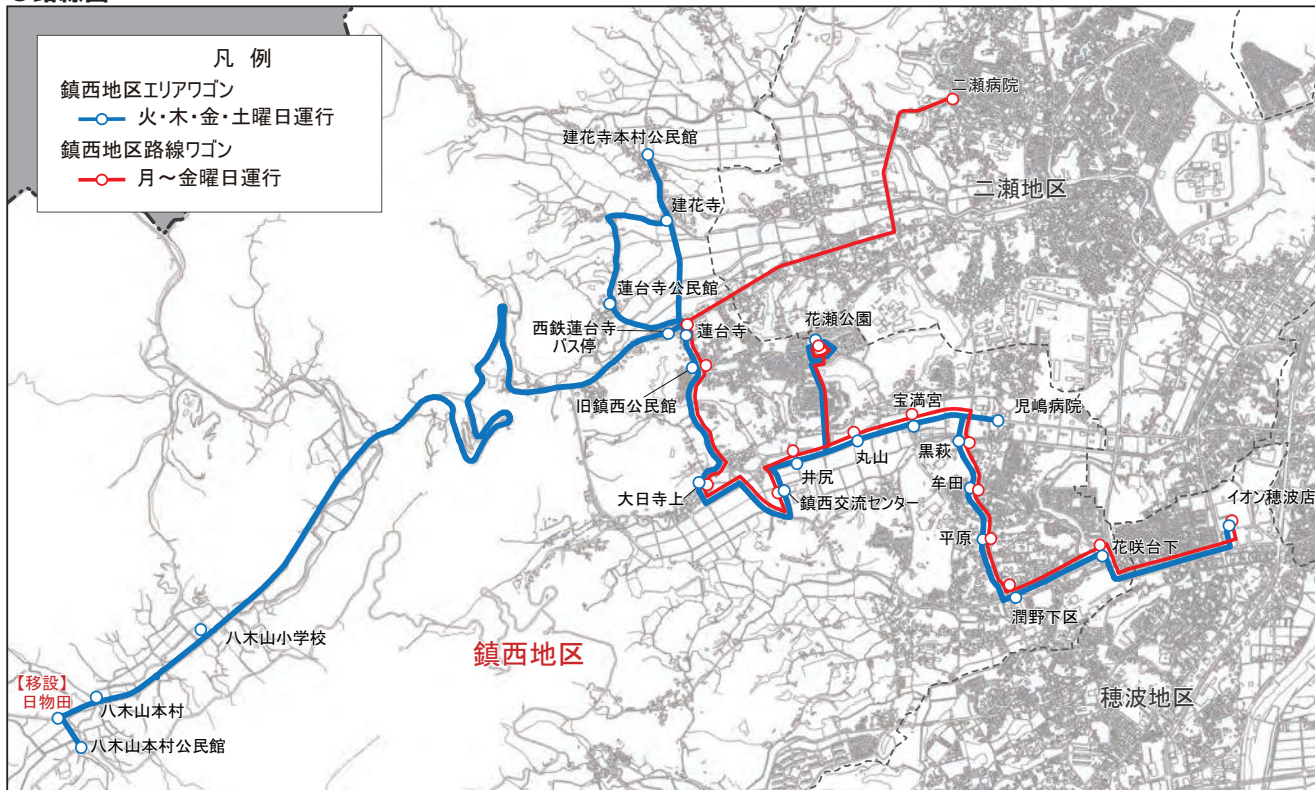 凡 例
鎮西地区エリアワゴン
火・木・金・土曜日運行
鎮西地区路線ワゴン
月～金曜日運行
二瀬病院
建花寺本村公民館
二瀬地区
建花寺
蓮台寺公民館
西鉄蓮台寺
バス停
蓮台寺
花瀬公園
旧鎮西公民館
宝満宮
児嶋病院
丸山
黒萩
井尻
牟田
大日寺上
鎮西交流センター
イオン穂波店
平原
花咲台下
潤野下区
八木山小学校
鎮西地区
【移設】
日物田
八木山本村
穂波地区
八木山本村公民館